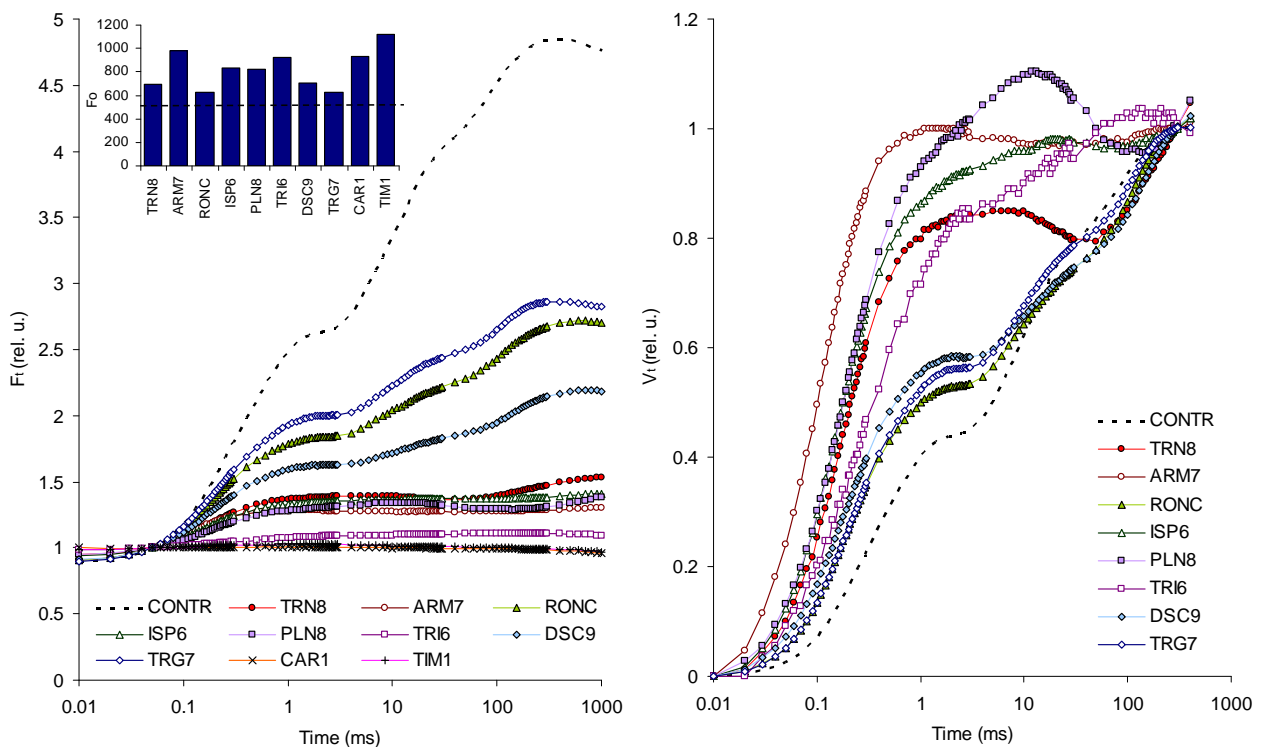 5
4.5
4
3.5
3
2.5
2
1.5
1
0.5
0
Ft (rel. u.)
0.01
0.1
1
10
100
1000
Time (ms)
1200
1000
800
600
400
200
0
Fo
TRN8
ARM7
RONC
ISP6
PLN8
TRI6
DSC9
TRG7
CAR1
TIM1
CONTR TRN8 ARM7 RONC
ISP6 PLN8 TRI6 DSC9
TRG7 CAR1 TIM1
1.2
1
0.8
0.6
0.4
0.2
0
Vt (rel. u.)
0.01
0.1
1
10
100
1000
Time (ms)
CONTR
TRN8
ARM7
RONC
ISP6
PLN8
TRI6
DSC9
TRG7